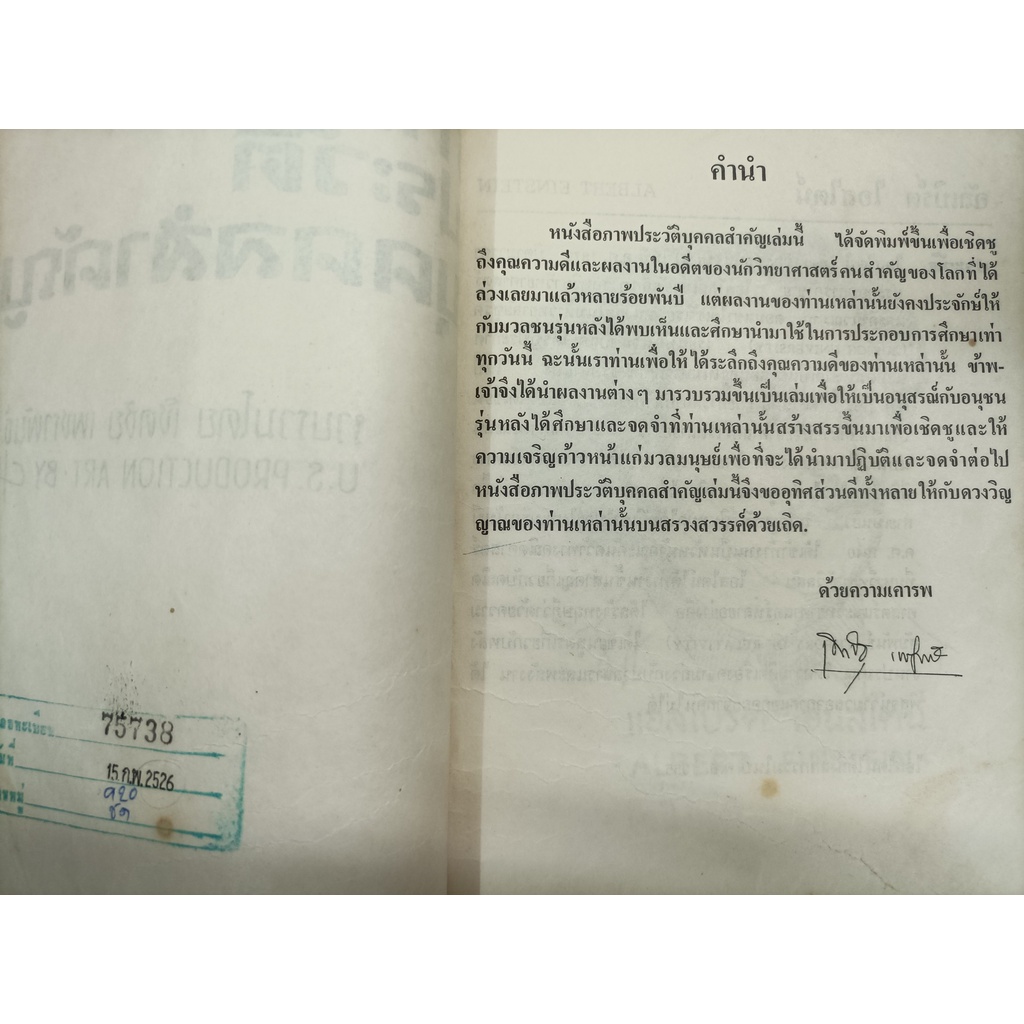 75738
15 ก.พ. 2526
920
ชด
คำนำ
หนังสือภาพประวัติบุคคลสำคัญเล่มนี้ ได้จัดพิมพ์ขึ้นเพื่อเชิดชู
ถึงคุณความดีและผลงานในอดีตของนักวิทยาศาสตร์คนสำคัญของโลกที่ได้
ล่วงเลยมาแล้วหลายร้อยพันปี แต่ผลงานของท่านเหล่านั้นยังคงประจักษ์ให้
กับมวลชนรุ่นหลังได้พบเห็นและศึกษานำมาใช้ในการประกอบการศึกษาเท่า
ทุกวันนี้ ฉะนั้นเราท่านเพื่อให้ได้ระลึกถึงคุณความดีของท่านเหล่านั้น ข้าพ-
เจ้าจึงได้นำผลงานต่างๆ มารวบรวมขึ้นเป็นเล่มเพื่อให้เป็นอนุสรณ์กับอนุชน
รุ่นหลังได้ศึกษาและจดจำที่ท่านเหล่านั้นสร้างสรรขึ้นมาเพื่อเชิดชูและให้
ความเจริญก้าวหน้าแก่มวลมนุษย์เพื่อที่จะได้นำมาปฏิบัติและจดจำต่อไป
หนังสือภาพประวัติบุคคลสำคัญเล่มนี้จึงขออุทิศส่วนดีทั้งหลายให้กับดวงวิญ
ญาณของท่านเหล่านั้นบนสรวงสวรรค์ด้วยเถิด.
ด้วยความเคารพ